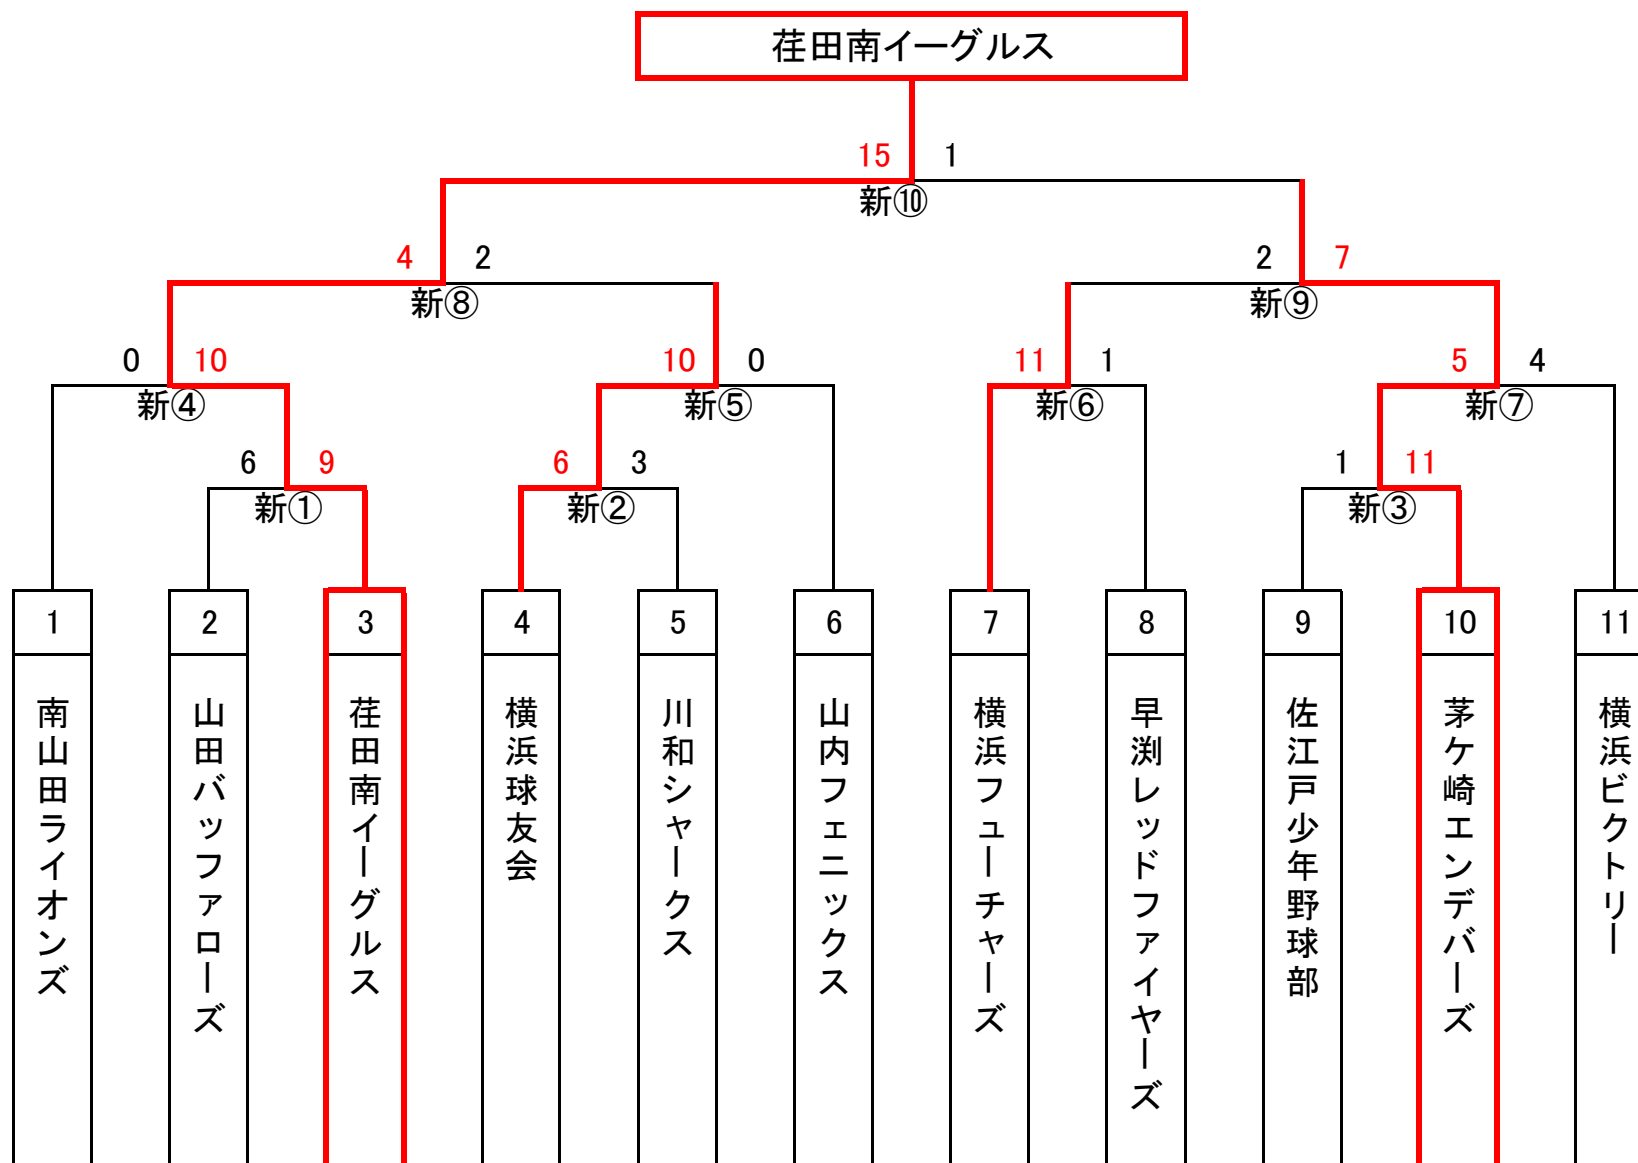 荏田南イーグルス
15 1
新⑩
4 2
新⑧
2 7
新⑨
0 10
新④
10 0
新⑤
11 1
新⑥
5 4
新⑦
6 9
新①
6 3
新②
1 11
新③
1
南山田ライオンズ
2
山田バッファローズ
3
荏田南イーグルス
4
横浜球友会
5
川和シャークス
6
山内フェニックス
7
横浜フューチャーズ
8
早渕レッドファイヤーズ
9
佐江戸少年野球部
10
茅ケ崎エンデバーズ
11
横浜ビクトリー